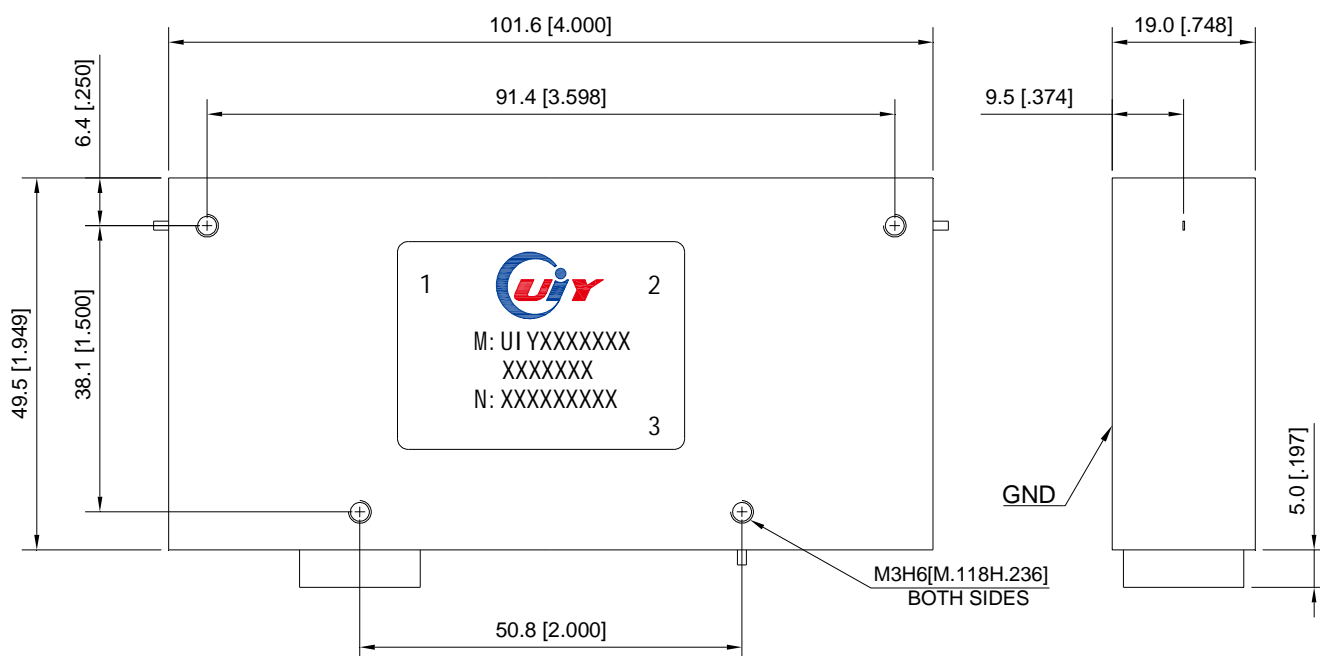 101.6 [4.000]
19.0 [.748]
6.4 [.250]
91.4 [3.598]
9.5 [.374]
49.5 [1.949]
38.1 [1.500]
1
UiY
2
M: UIYXXXXXXXX
XXXXXXX
N: XXXXXXXXX
3
GND
5.0 [.197]
M3H6[M.118H.236]
BOTH SIDES
50.8 [2.000]